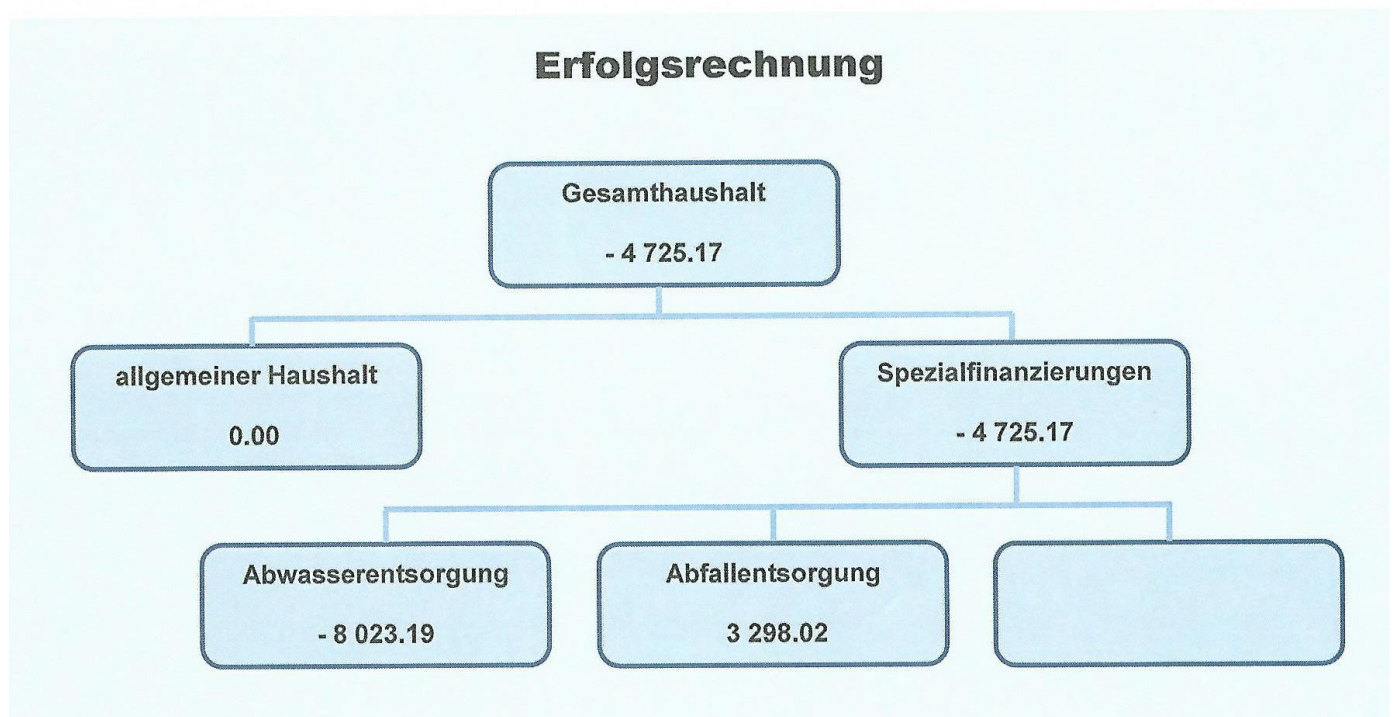 Erfolgsrechnung
Gesamthaushalt
- 4 725.17
allgemeiner Haushalt
0.00
Spezialfinanzierungen
- 4 725.17
Abwasserentsorgung
- 8 023.19
Abfallentsorgung
3 298.02